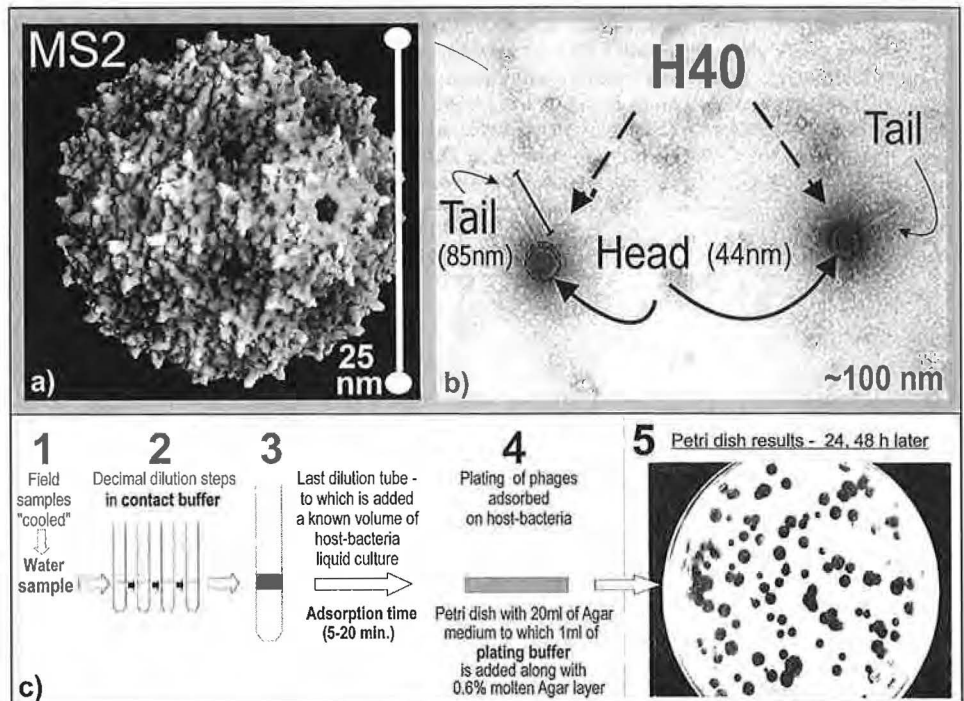 MS2
25
nm
a)
H40
Tail
Tail
(85nm)
Head (44nm)
b)
~100 nm
1
Field
samples
"cooled"
Water
sample
2
Decimal dilution steps
in contact buffer
3
Last dilution tube -
to which is added
a known volume of
host-bacteria
liquid culture
Adsorption time
(5-20 min.)
4
Plating of phages
adsorbed
on host-bacteria
Petri dish with 20ml of Agar
medium to which 1ml of
plating buffer
is added along with
0.6% molten Agar layer
5 Petri dish results - 24, 48 h later
c)